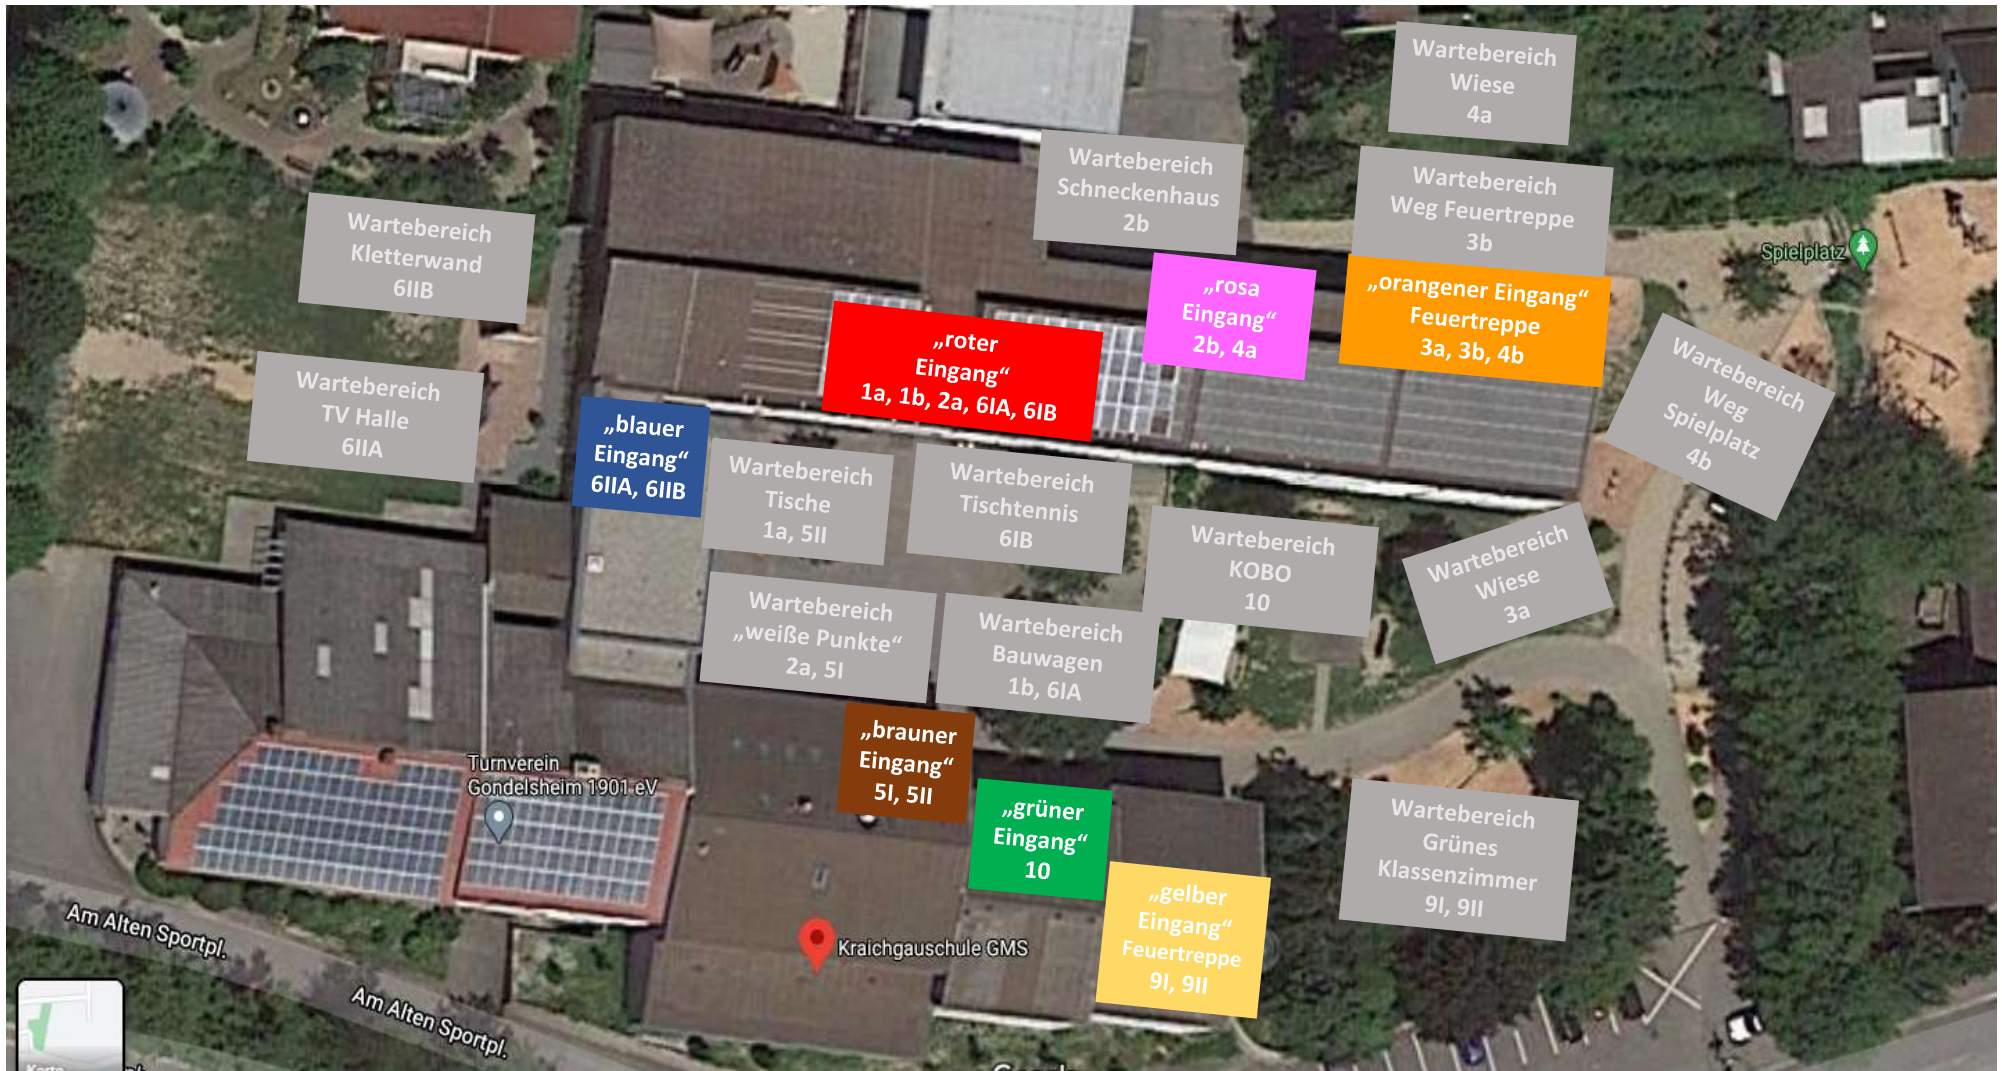 Wartebereich
Wiese
4a
Wartebereich
Schneckenhaus
2b
Wartebereich
Weg Feuertreppe
3b
Wartebereich
Kletterwand
6IIB
Spielplatz
„rosa
Eingang“
2b, 4a
„orangener Eingang“
Feuertreppe
3a, 3b, 4b
„roter
Eingang“
1a, 1b, 2a, 6IA, 6IB
Wartebereich
Weg
Spielplatz
4b
Wartebereich
TV Halle
6IIA
„blauer
Eingang“
6IIA, 6IIB
Wartebereich
Tische
1a, 5II
Wartebereich
Tischtennis
6IB
Wartebereich
KOBO
10
Wartebereich
Wiese
3a
Wartebereich
„weiße Punkte“
2a, 5I
Wartebereich
Bauwagen
1b, 6IA
„brauner
Eingang“
5I, 5II
Turnverein
Gondelsheim 1901 eV
„grüner
Eingang“
10
Wartebereich
Grünes
Klassenzimmer
9I, 9II
„gelber
Eingang“
Feuertreppe
9I, 9II
Kraichgauschule GMS
Am Alten Sportpl.
Am Alten Sportpl.